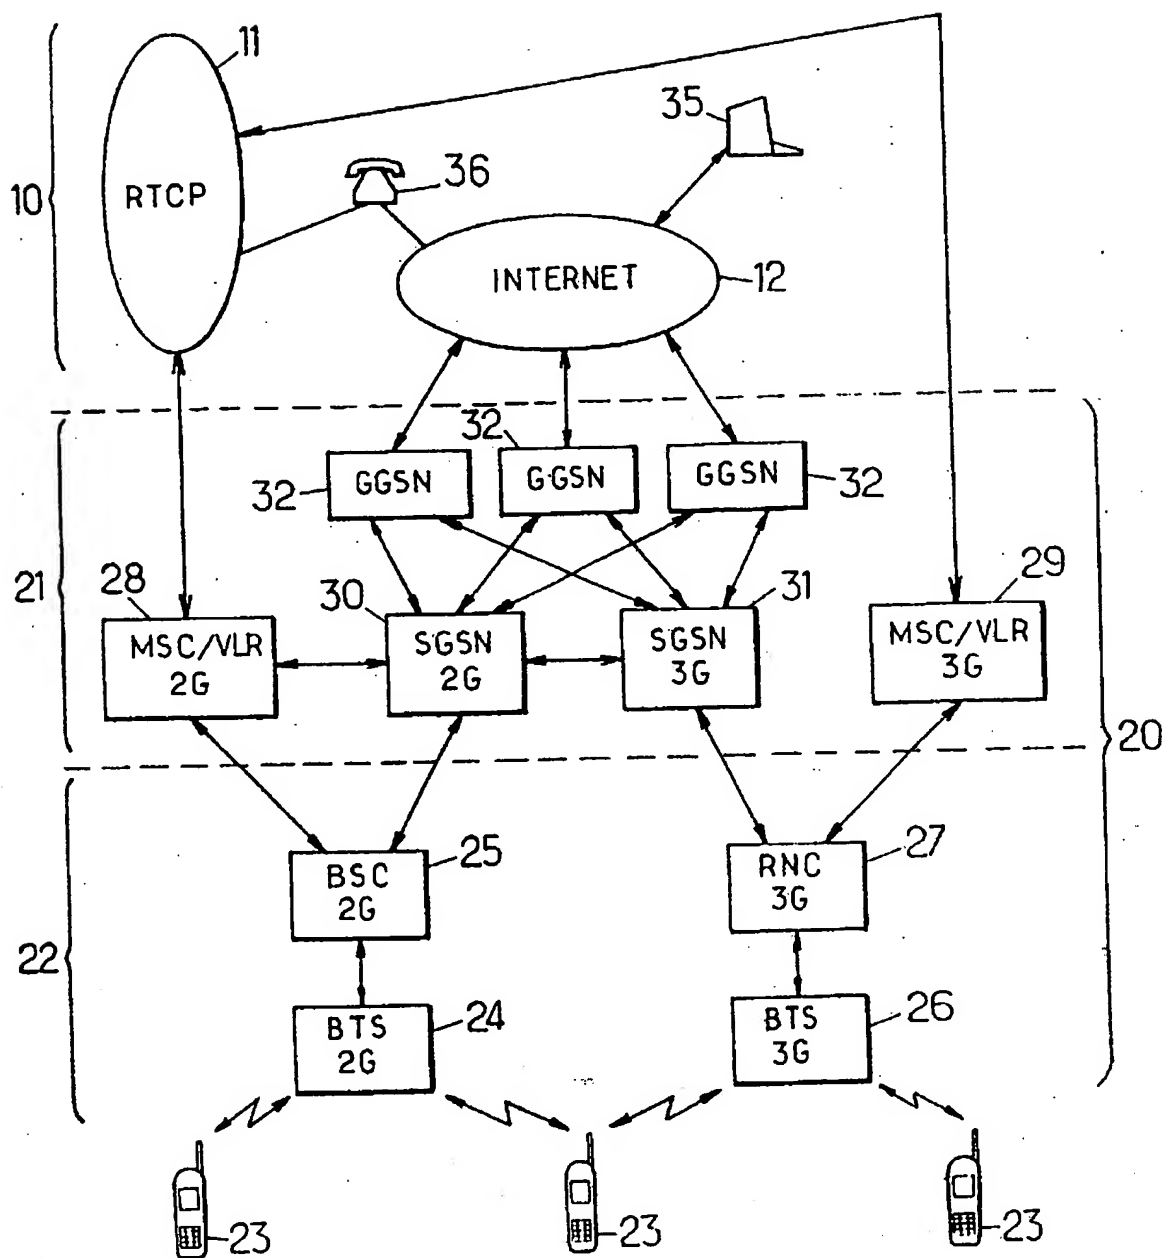 11
35
36
10
RTCP
INTERNET
12
32
32
GGSN
GGSN
GGSN
32
21
28
30
31
29
MSC/VLR
2G
SGSN
2G
SGSN
3G
MSC/VLR
3G
20
25
BSC
2G
27
RNC
3G
22
24
BTS
2G
26
BTS
3G
23
23
23